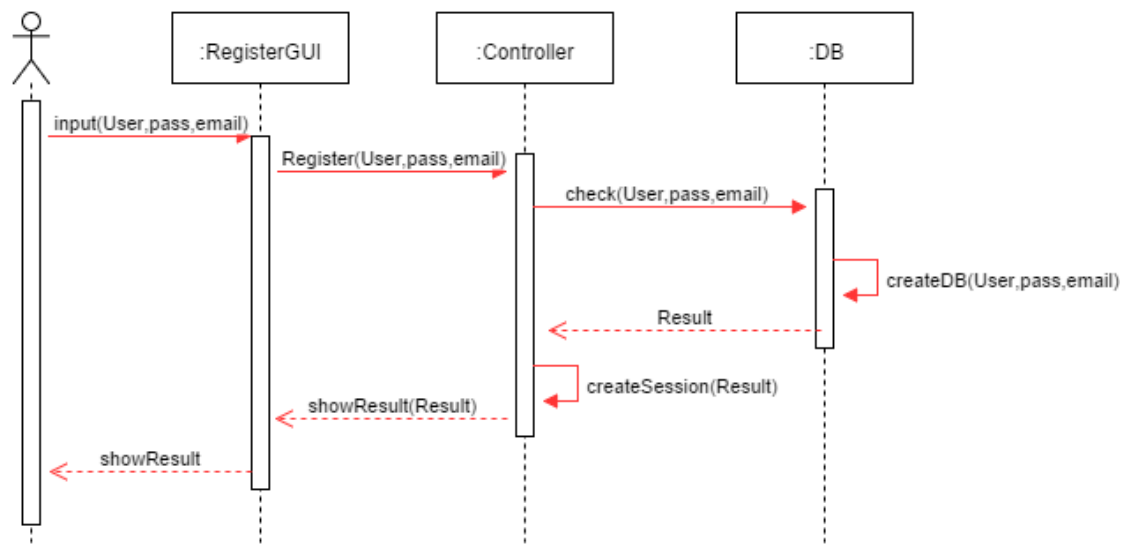 :RegisterGUI
:Controller
:DB
input(User,pass,email)
Register(User,pass,email)
check(User,pass,email)
createDB(User,pass,email)
Result
createSession(Result)
showResult(Result)
showResult